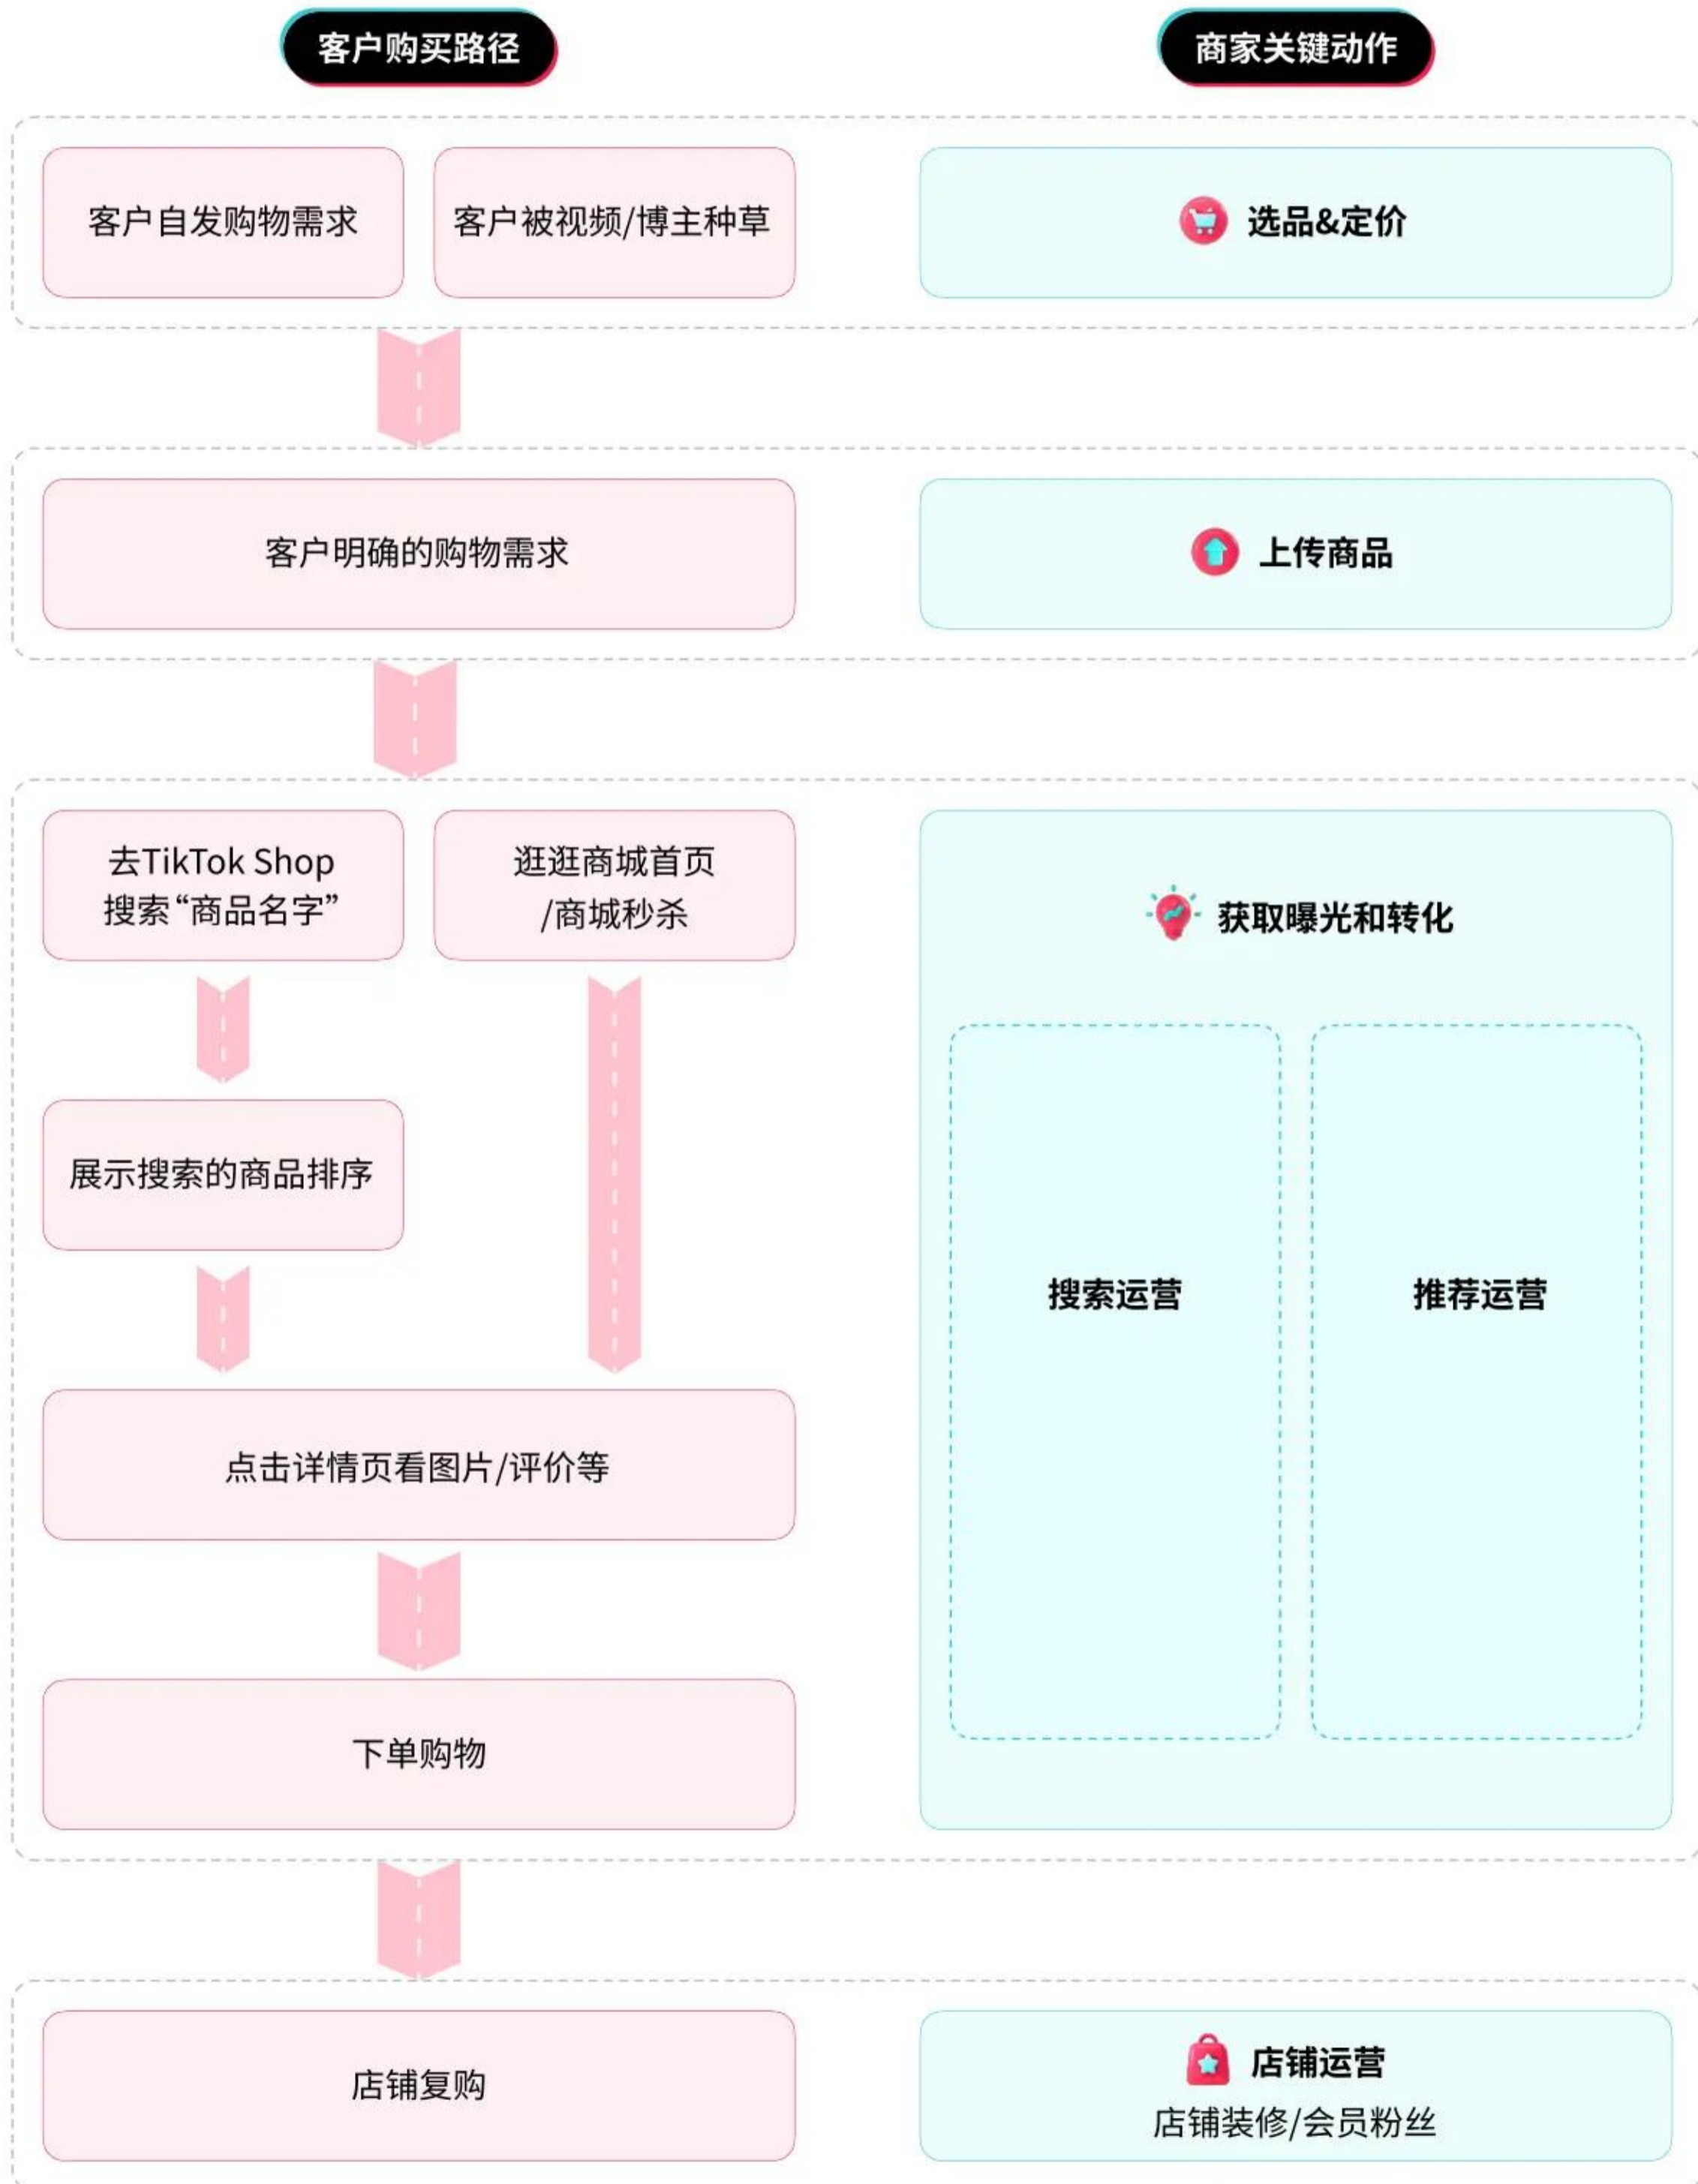 客户购买路径
商家关键动作
客户自发购物需求
客户被视频/博主种草
选品&定价
客户明确的购物需求
上传商品
去TikTok Shop
搜索“商品名字”
逛逛商城首页
/商城秒杀
获取曝光和转化
展示搜索的商品排序
搜索运营
推荐运营
点击详情页看图片/评价等
下单购物
店铺复购
店铺运营
店铺装修/会员粉丝